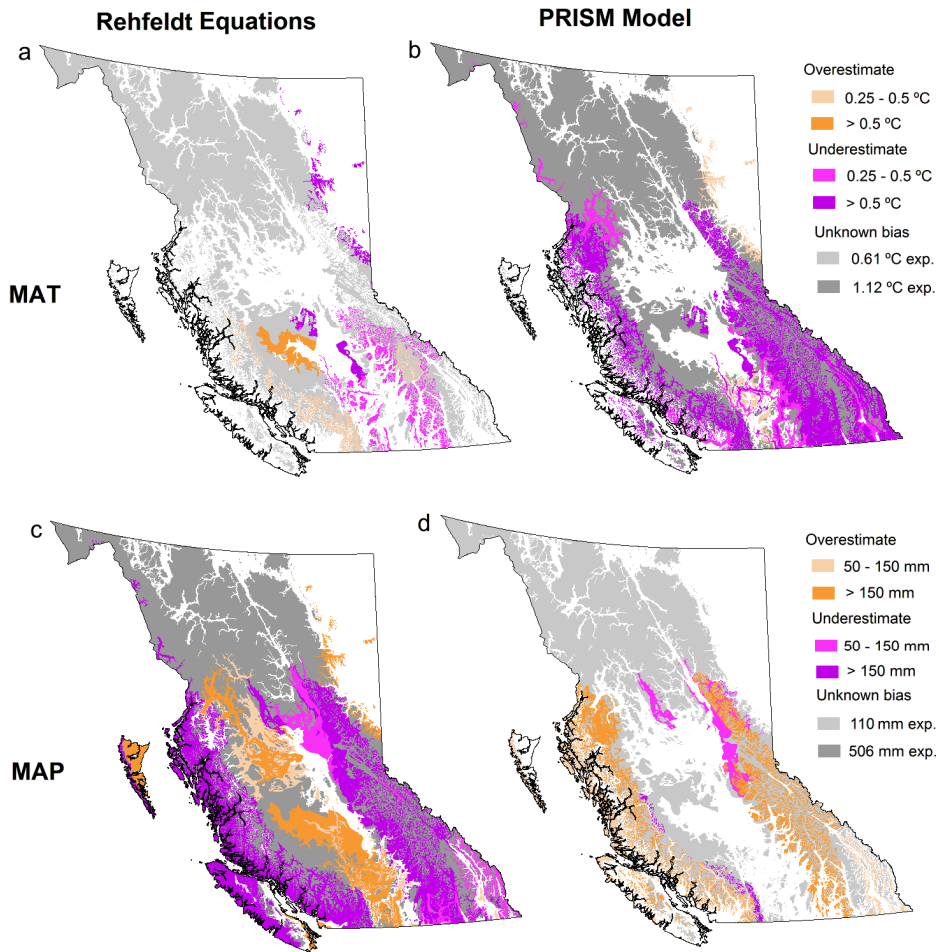 Rehfeldt Equations
PRISM Model
a
b
Overestimate
0.25 - 0.5 ºC
> 0.5 ºC
Underestimate
0.25 - 0.5 ºC
> 0.5 ºC
Unknown bias
0.61 ºC exp.
1.12 ºC exp.
MAT
c
d
Overestimate
50 - 150 mm
> 150 mm
Underestimate
50 - 150 mm
> 150 mm
Unknown bias
110 mm exp.
506 mm exp.
MAP